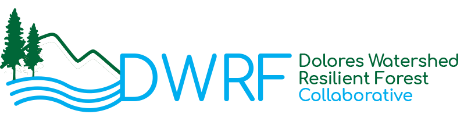 DWRF
Dolores Watershed
Resilient Forest
Collaborative